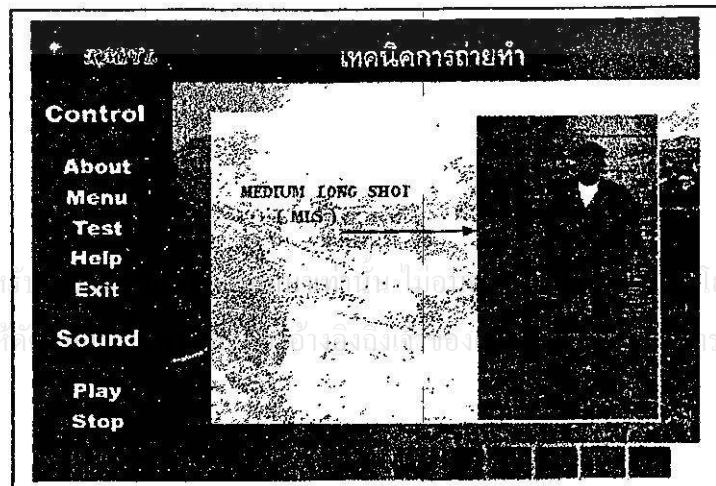 เทคนิคการถ่ายทำ
Control
About
Menu
Test
Help
Exit
Sound
Play
Stop
MEDIUM LONG SHOT
(MLS)